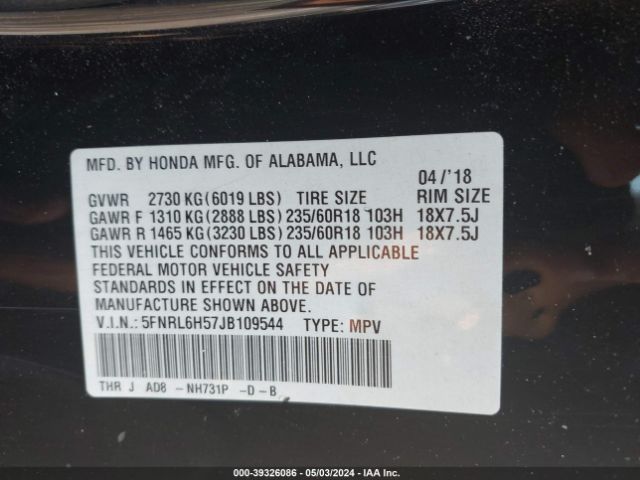 MFD. BY HONDA MFG. OF ALABAMA, LLC
04/'18
GVWR 2730 KG(6019 LBS) TIRE SIZE RIM SIZE
GAWR F 1310 KG(2888 LBS) 235/60R18 103H 18X7.5J
GAWR R 1465 KG(3230 LBS) 235/60R18 103H 18X7.5J
THIS VEHICLE CONFORMS TO ALL APPLICABLE
FEDERAL MOTOR VEHICLE SAFETY
STANDARDS IN EFFECT ON THE DATE OF
MANUFACTURE SHOWN ABOVE.
V.I.N.: 5FNRL6H57JB109544 TYPE: MPV
THR J AD8 -NH731P -D-B
000-39326086 - 05/03/2024 - IAA Inc.